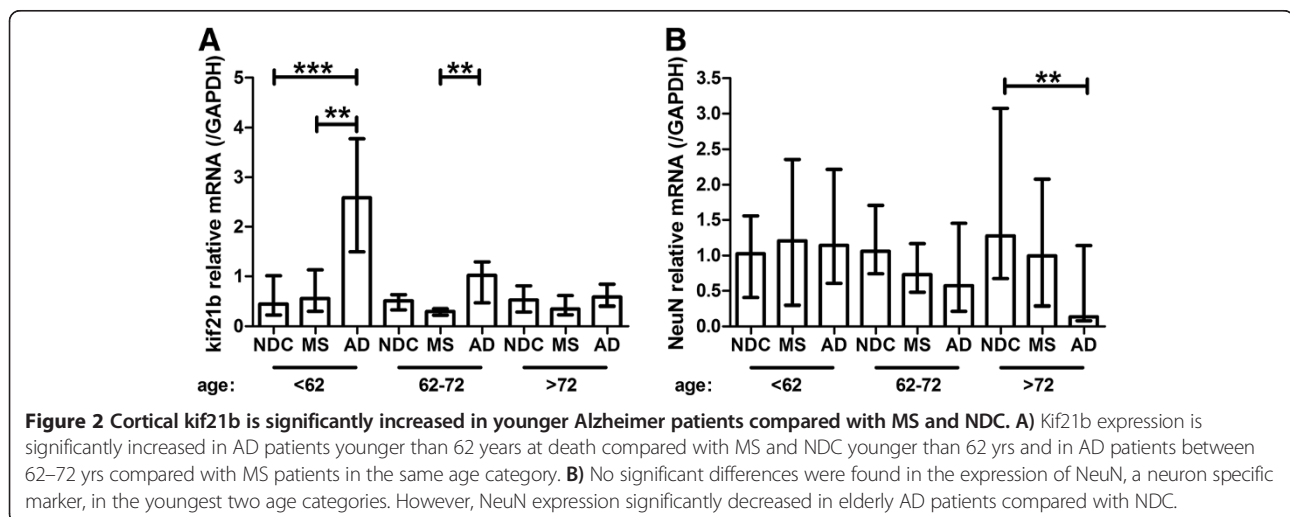 A
B
***
**
**
**
kif21b relative mRNA (/GAPDH)
5
4
3
2
1
0
NDC MS AD NDC MS AD NDC MS AD
age: <62 62-72 >72
NeuN relative mRNA (/GAPDH)
3.5
3.0
2.5
2.0
1.5
1.0
0.5
0.0
NDC MS AD NDC MS AD NDC MS AD
age: <62 62-72 >72
Figure 2 Cortical kif21b is significantly increased in younger Alzheimer patients compared with MS and NDC. A) Kif21b expression is
significantly increased in AD patients younger than 62 years at death compared with MS and NDC younger than 62 yrs and in AD patients between
62–72 yrs compared with MS patients in the same age category. B) No significant differences were found in the expression of NeuN, a neuron specific
marker, in the youngest two age categories. However, NeuN expression significantly decreased in elderly AD patients compared with NDC.